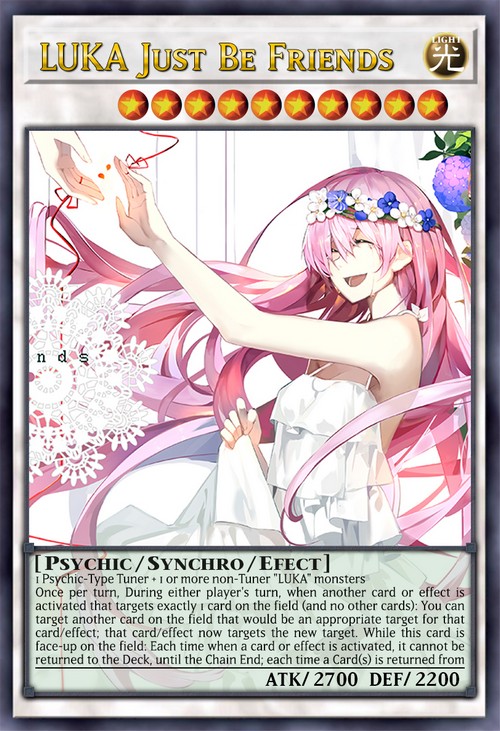 LUKA Just Be Friends
LIGHT
光
n d s
[Psychic/Synchro/Efect]
1 Psychic-Type Tuner + 1 or more non-Tuner "LUKA" monsters
Once per turn, During either player's turn, when another card or effect is
activated that targets exactly 1 card on the field (and no other cards): You can
target another card on the field that would be an appropriate target for that
card/effect; that card/effect now targets the new target. While this card is
face-up on the field: Each time when a card or effect is activated, it cannot be
returned to the Deck, until the Chain End; each time a Card(s) is returned from
ATK/ 2700 DEF/ 2200